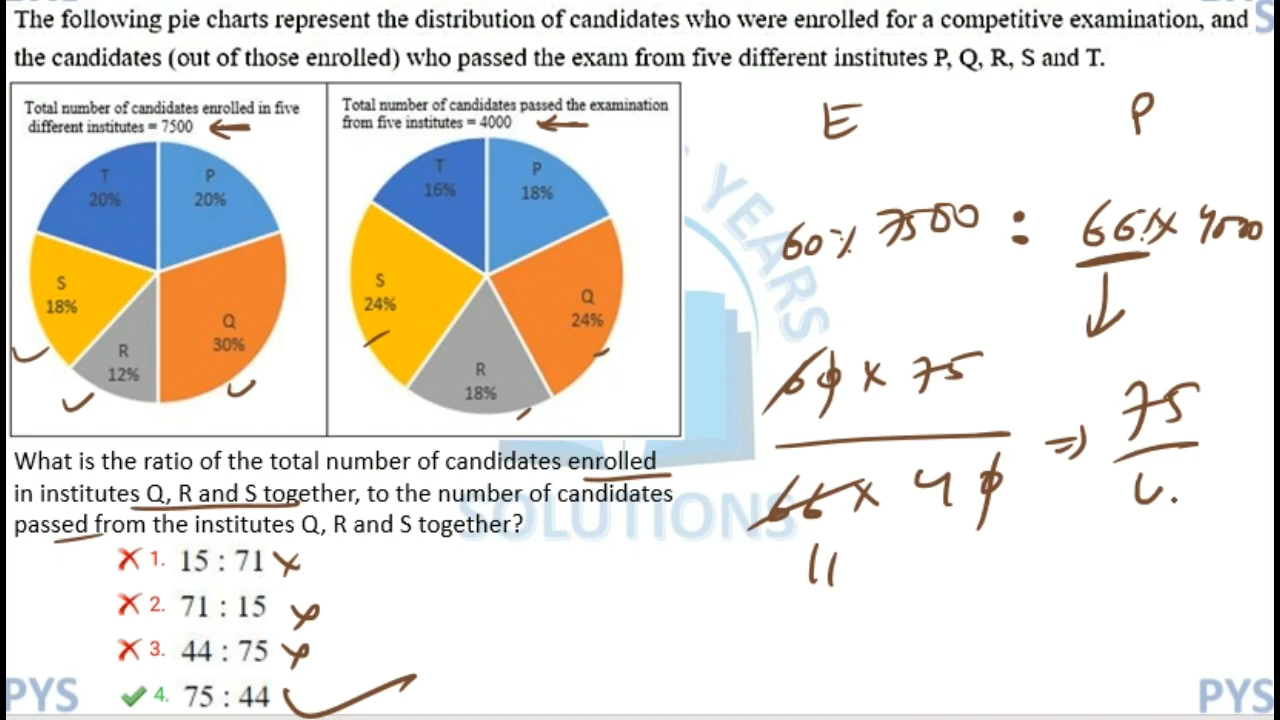 PYS
The following pie charts represent the distribution of candidates who were enrolled for a competitive examination, and
the candidates (out of those enrolled) who passed the exam from five different institutes P, Q, R, S and T.
Total number of candidates enrolled in five
different institutes = 7500
T
20%
P
20%
S
18%
Q
30%
R
12%
Total number of candidates passed the examination
from five institutes = 4000
T
16%
P
18%
S
24%
Q
24%
R
18%
E
P
60% 7500 : 66% 4000
60 x 75
66 x 40
11
=> 75
YEARS
SOLUTIONS
What is the ratio of the total number of candidates enrolled
in institutes Q, R and S together, to the number of candidates
passed from the institutes Q, R and S together?
1. 15 : 71
2. 71 : 15
3. 44 : 75
4. 75 : 44
PYS
PYS